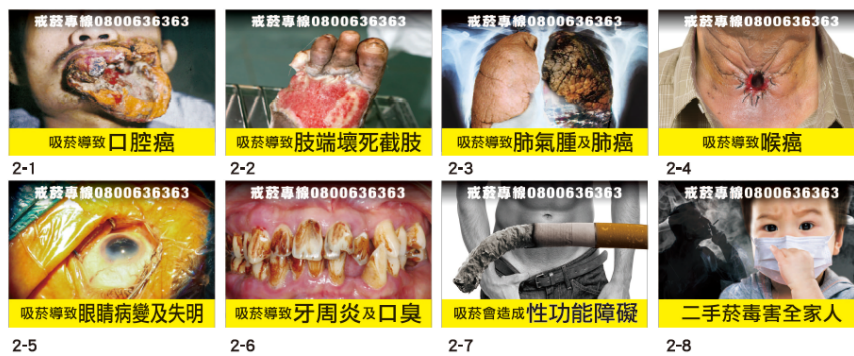 戒菸專線0800636363
吸菸導致口腔癌
2-1
戒菸專線0800636363
吸菸導致肢端壞死截肢
2-2
戒菸專線0800636363
吸菸導致肺氣腫及肺癌
2-3
戒菸專線0800636363
吸菸導致喉癌
2-4
戒菸專線0800636363
吸菸導致眼睛病變及失明
2-5
戒菸專線0800636363
吸菸導致牙周炎及口臭
2-6
戒菸專線0800636363
吸菸會造成性功能障礙
2-7
戒菸專線0800636363
二手菸毒害全家人
2-8